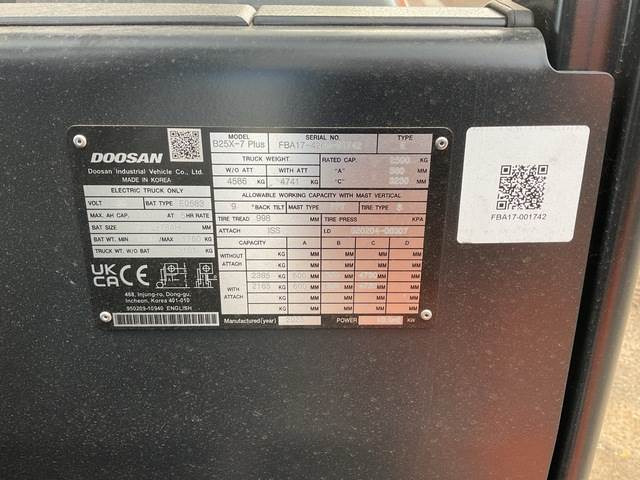 DOOSAN
Doosan Industrial Vehicle Co., Ltd.
MADE IN KOREA
ELECTRIC TRUCK ONLY
VOLT BAT TYPE
MAX. AH CAP. AT HR RATE
BAT SIZE MM
BAT WT. MIN /MAX KG
TRUCK WT. W/O BAT KG
UK CA CE
468, Injung-ro, Dong-gu,
Incheon, Korea 401-010
950209-10940 ENGLISH
MODEL SERIAL NO. TYPE
B25X-7 Plus FBA17-
TRUCK WEIGHT RATED CAP. KG
W/O ATT WITH ATT "A" MM
4586 KG 4741 KG "C" MM
ALLOWABLE WORKING CAPACITY WITH MAST VERTICAL
9 °BACK TILT MAST TYPE TIRE TYPE
TIRE TREAD 998 MM TIRE PRESS KPA
ATTACH ISS LD
CAPACITY A B C D
WITHOUT ATTACH KG MM MM MM MM
KG MM MM MM MM
WITH ATTACH 2385 KG 600 MM MM MM MM
2165 KG 600 MM MM MM MM
Manufactured(year) POWER KW
FBA17-001742